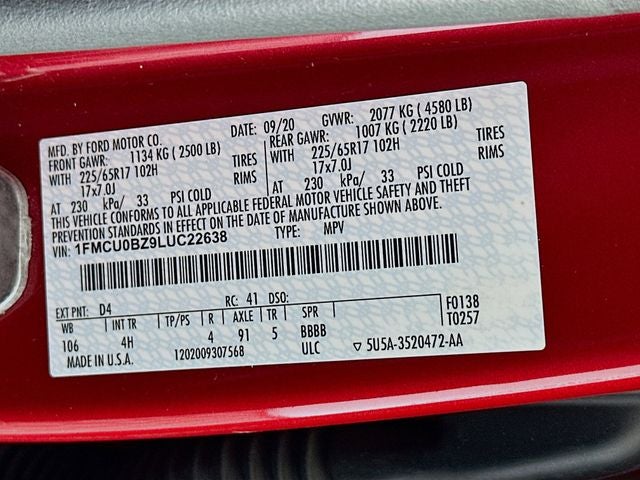 MFD. BY FORD MOTOR CO. DATE: 09/20 GVWR: 2077 KG ( 4580 LB)
FRONT GAWR: 1134 KG ( 2500 LB) REAR GAWR: 1007 KG ( 2220 LB)
WITH 225/65R17 102H TIRES WITH 225/65R17 102H TIRES
17x7.0J RIMS 17x7.0J RIMS
AT 230 kPa/ 33 PSI COLD AT 230 kPa/ 33 PSI COLD
THIS VEHICLE CONFORMS TO ALL APPLICABLE FEDERAL MOTOR VEHICLE SAFETY AND THEFT
PREVENTION STANDARDS IN EFFECT ON THE DATE OF MANUFACTURE SHOWN ABOVE.
VIN: 1FMCU0BZ9LUC22638 TYPE: MPV
EXT PNT: D4 RC: 41 DSO: F0138
WB INT TR TP/PS R AXLE TR SPR T0257
106 4H 4 91 5 BBBB
MADE IN U.S.A. 1202009307568 ULC ▽ 5U5A-3520472-AA